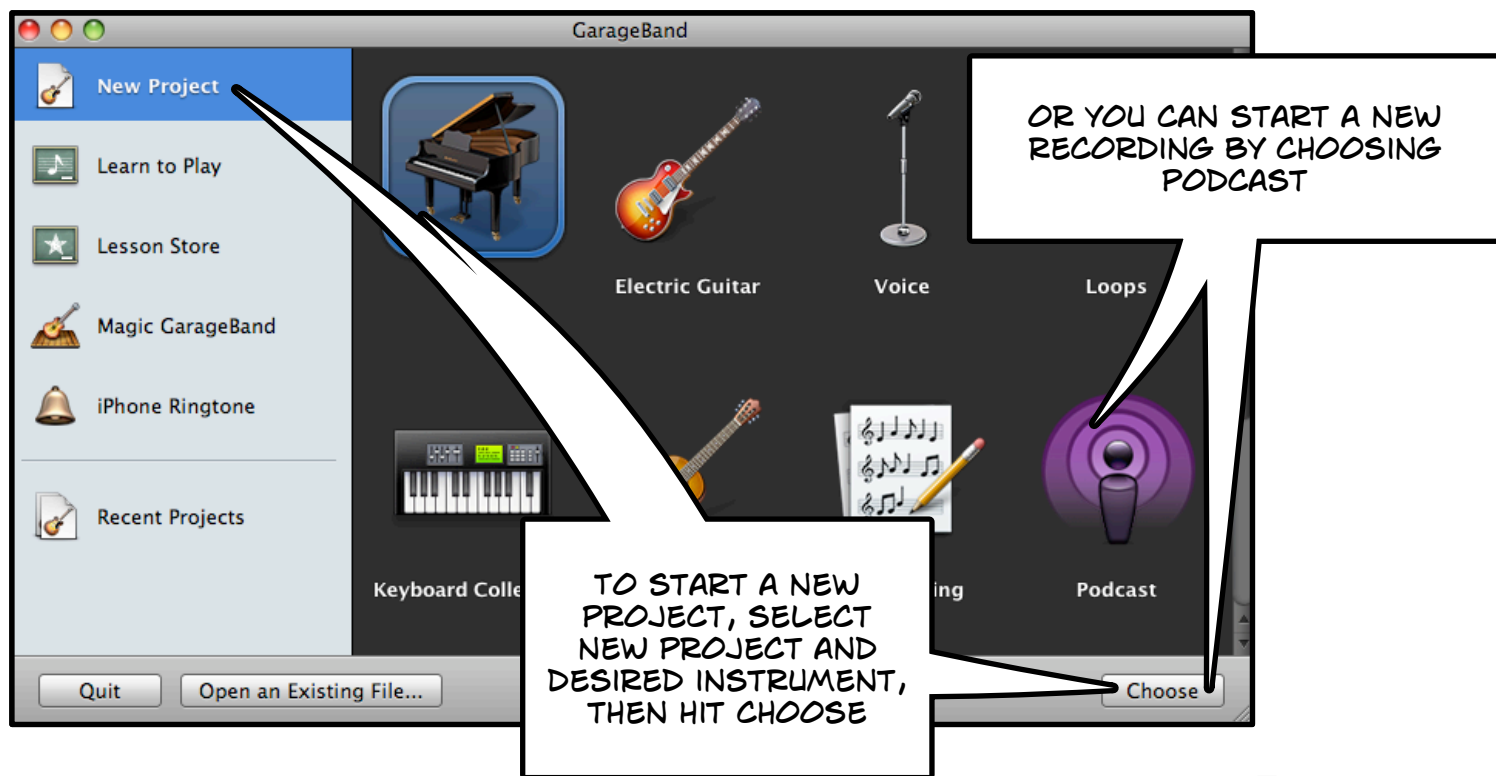 GarageBand
New Project
Learn to Play
Lesson Store
Magic GarageBand
iPhone Ringtone
Recent Projects
Electric Guitar
Voice
Loops
Keyboard
Podcast
OR YOU CAN START A NEW
RECORDING BY CHOOSING
PODCAST
TO START A NEW
PROJECT, SELECT
NEW PROJECT AND
DESIRED INSTRUMENT,
THEN HIT CHOOSE
Quit
Open an Existing File...
Choose